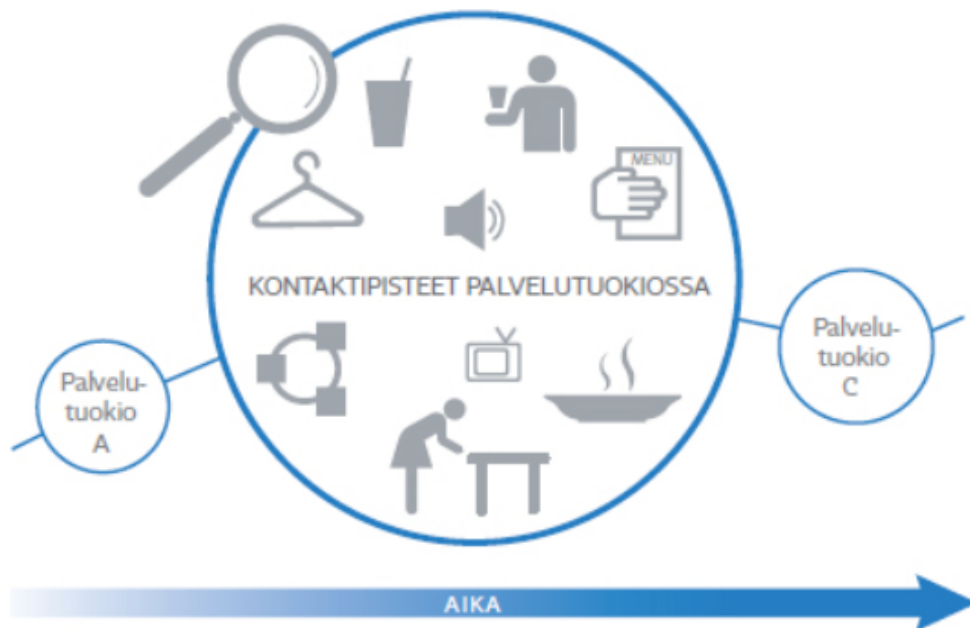 MENU
KONTAKTIPISTEET PALVELUTUOKIOSSA
Palvelu-
tuokio
A
Palvelu-
tuokio
C
AIKA